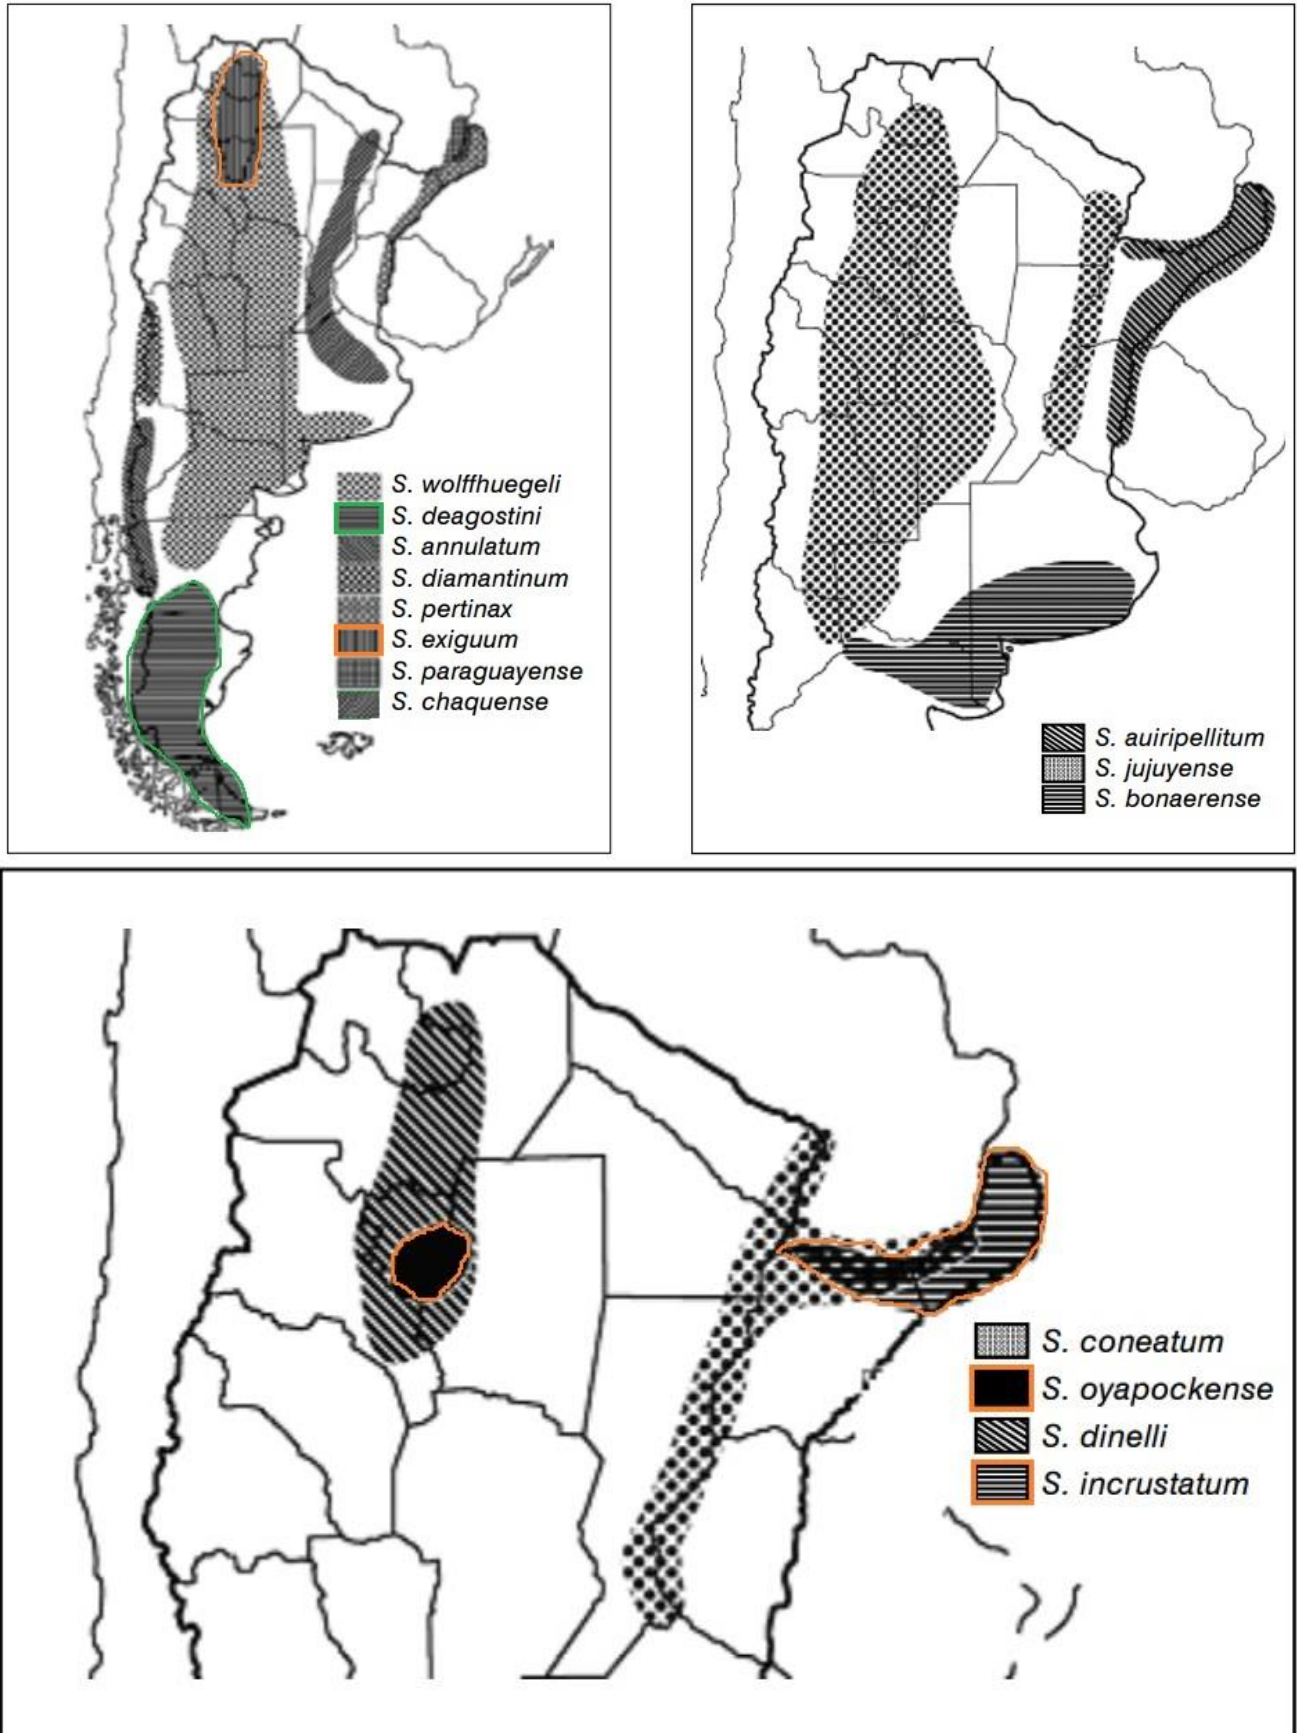 S. wolffhuegeli
S. deagostini
S. annulatum
S. diamantinum
S. pertinax
S. exiguum
S. paraguayense
S. chaquense
S. auiripellitum
S. jujuyense
S. bonaerense
S. coneatum
S. oyapockense
S. dinelli
S. incrustatum